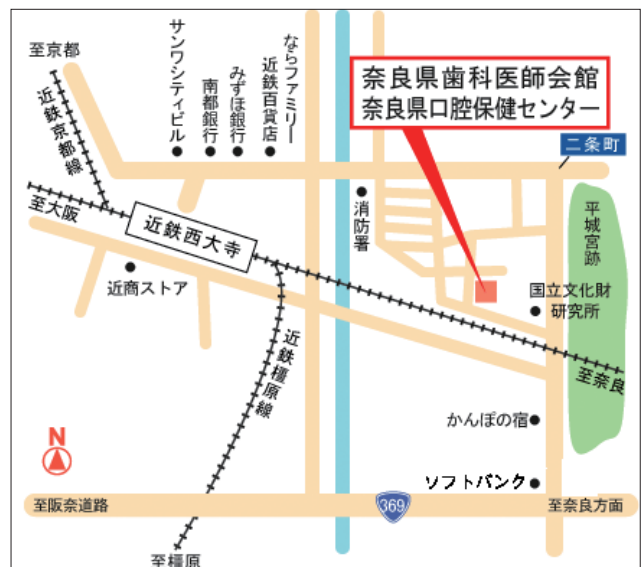 至京都
近鉄京都線
サンワシティビル
南都銀行
みずほ銀行
近鉄百貨店
ならファミリー
奈良県歯科医師会館
奈良県口腔保健センター
二条町
至大阪
近鉄西大寺
消防署
平城宮跡
近商ストア
国立文化財
研究所
近鉄橿原線
至奈良
かんぽの宿
N
ソフトバンク
至阪奈道路
369
至奈良方面
至橿原